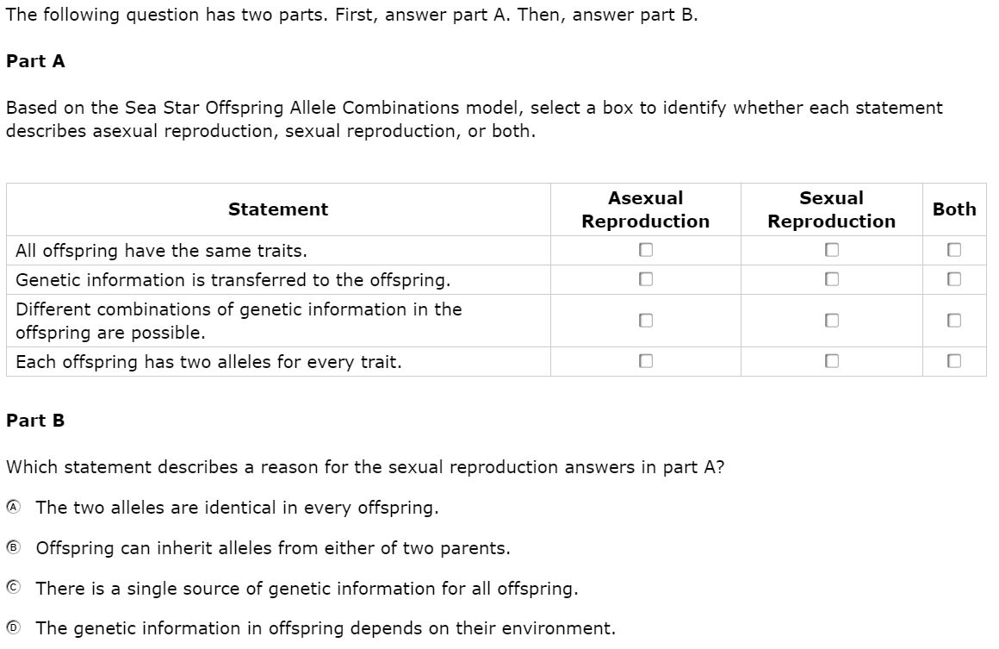 The following question has two parts. First, answer part A. Then, answer part B.
Part A
Based on the Sea Star Offspring Allele Combinations model, select a box to identify whether each statement
describes asexual reproduction, sexual reproduction, or both.
Statement
Asexual
Reproduction
Sexual
Reproduction
Both
All offspring have the same traits.
Genetic information is transferred to the offspring.
Different combinations of genetic information in the
offspring are possible.
Each offspring has two alleles for every trait.
Part B
Which statement describes a reason for the sexual reproduction answers in part A?
Ⓐ The two alleles are identical in every offspring.
Ⓑ Offspring can inherit alleles from either of two parents.
Ⓒ There is a single source of genetic information for all offspring.
Ⓓ The genetic information in offspring depends on their environment.